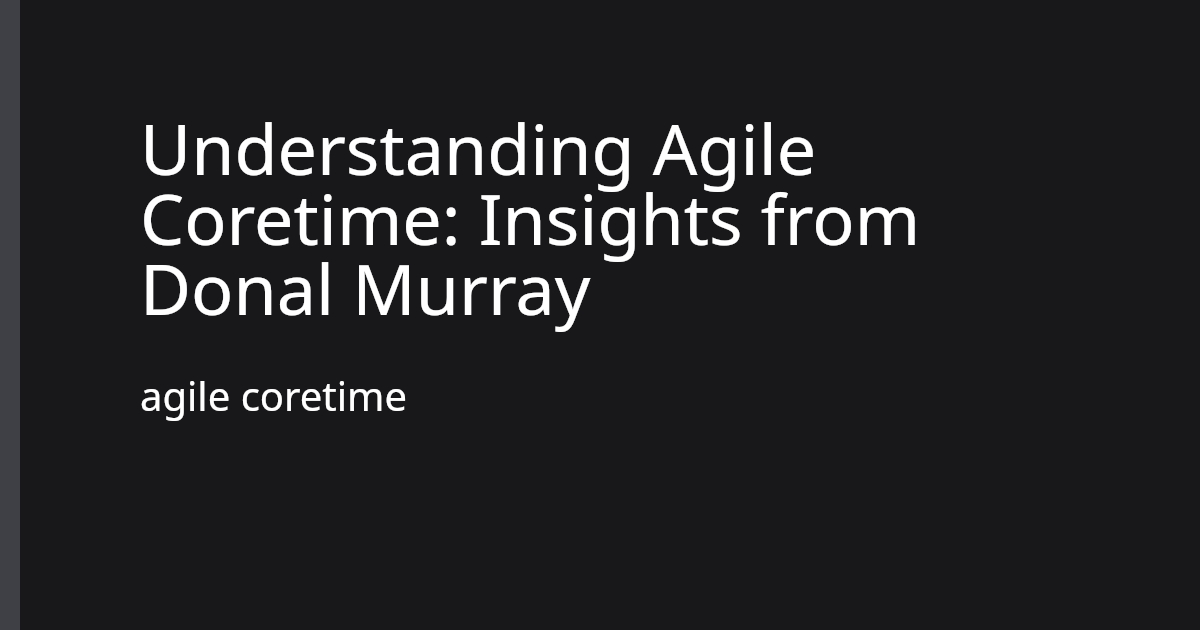 Understanding Agile
Coretime: Insights from
Donal Murray
agile coretime